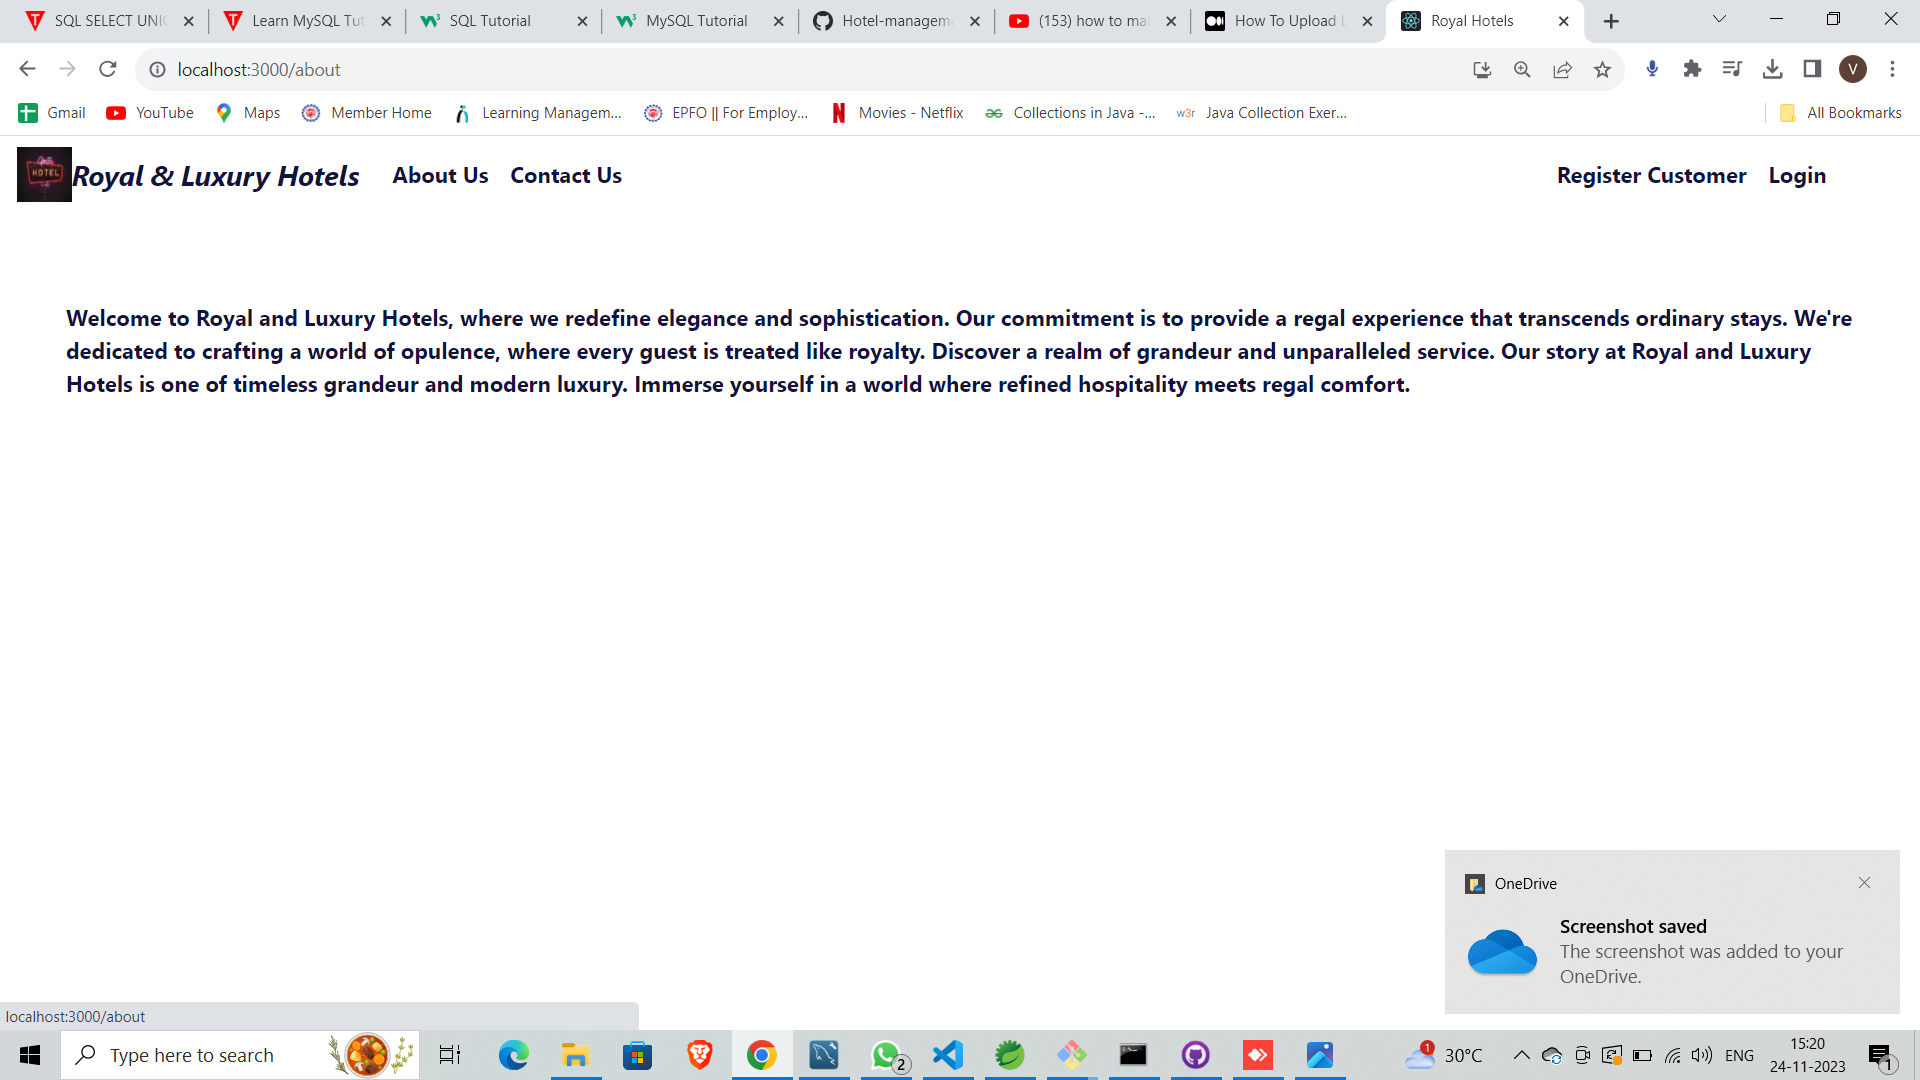 SQL SELECT UNI
Learn MySQL Tut
SQL Tutorial
MySQL Tutorial
Hotel-managem
(153) how to ma
How To Upload
Royal Hotels
localhost:3000/about
V
Gmail
YouTube
Maps
Member Home
Learning Managem...
EPFO || For Employ...
Movies - Netflix
Collections in Java -...
w3r
Java Collection Exer...
All Bookmarks
HOTEL
Royal & Luxury Hotels
About Us
Contact Us
Register Customer
Login
Welcome to Royal and Luxury Hotels, where we redefine elegance and sophistication. Our commitment is to provide a regal experience that transcends ordinary stays. We're
dedicated to crafting a world of opulence, where every guest is treated like royalty. Discover a realm of grandeur and unparalleled service. Our story at Royal and Luxury
Hotels is one of timeless grandeur and modern luxury. Immerse yourself in a world where refined hospitality meets regal comfort.
OneDrive
Screenshot saved
The screenshot was added to your
OneDrive.
localhost:3000/about
Type here to search
2
1
30°C
ENG
15:20
24-11-2023
1